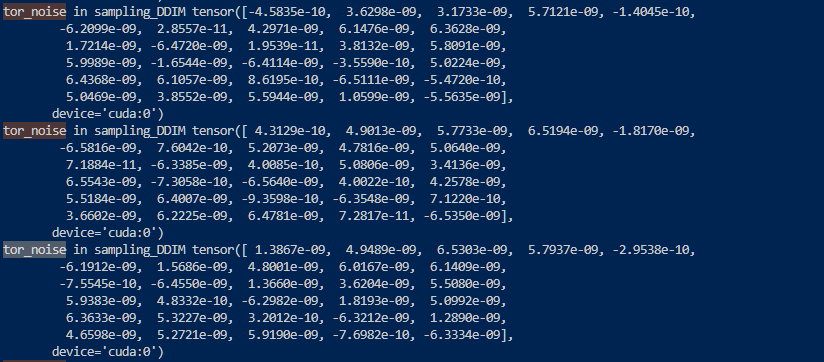 tor_noise in sampling_DDIM tensor([-4.5835e-10, 3.6298e-09, 3.1733e-09, 5.7121e-09, -1.4045e-10,
-6.2099e-09, 2.8557e-11, 4.2971e-09, 6.1476e-09, 6.3628e-09,
1.7214e-09, -6.4720e-09, 1.9539e-11, 3.8132e-09, 5.8091e-09,
5.9989e-09, -1.6544e-09, -6.4114e-09, -3.5590e-10, 5.0224e-09,
6.4368e-09, 6.1057e-09, 8.6195e-10, -6.5111e-09, -5.4720e-10,
5.0469e-09, 3.8552e-09, 5.5944e-09, 1.0599e-09, -5.5635e-09],
device='cuda:0')
tor_noise in sampling_DDIM tensor([ 4.3129e-10, 4.9013e-09, 5.7733e-09, 6.5194e-09, -1.8170e-09,
-6.5816e-09, 7.6042e-10, 5.2073e-09, 4.7816e-09, 5.0640e-09,
7.1884e-11, -6.3385e-09, 4.0085e-10, 5.0806e-09, 3.4136e-09,
6.5543e-09, -7.3058e-10, -6.5640e-09, 4.0022e-10, 4.2578e-09,
5.5184e-09, 6.4007e-09, -9.3598e-10, -6.3548e-09, 7.1220e-10,
3.6602e-09, 6.2225e-09, 6.4781e-09, 7.2817e-11, -6.5350e-09],
device='cuda:0')
tor_noise in sampling_DDIM tensor([ 1.3867e-09, 4.9489e-09, 6.5303e-09, 5.7937e-09, -2.9538e-10,
-6.1912e-09, 1.5686e-09, 4.8001e-09, 6.0167e-09, 6.1409e-09,
-7.5545e-10, -6.4550e-09, 1.3660e-09, 3.6204e-09, 5.5080e-09,
5.9383e-09, 4.8332e-10, -6.2982e-09, 1.8193e-09, 5.0992e-09,
6.3633e-09, 5.3227e-09, 3.2012e-10, -6.3212e-09, 1.2890e-09,
4.6598e-09, 5.2721e-09, 5.9190e-09, -7.6982e-10, -6.3334e-09],
device='cuda:0')